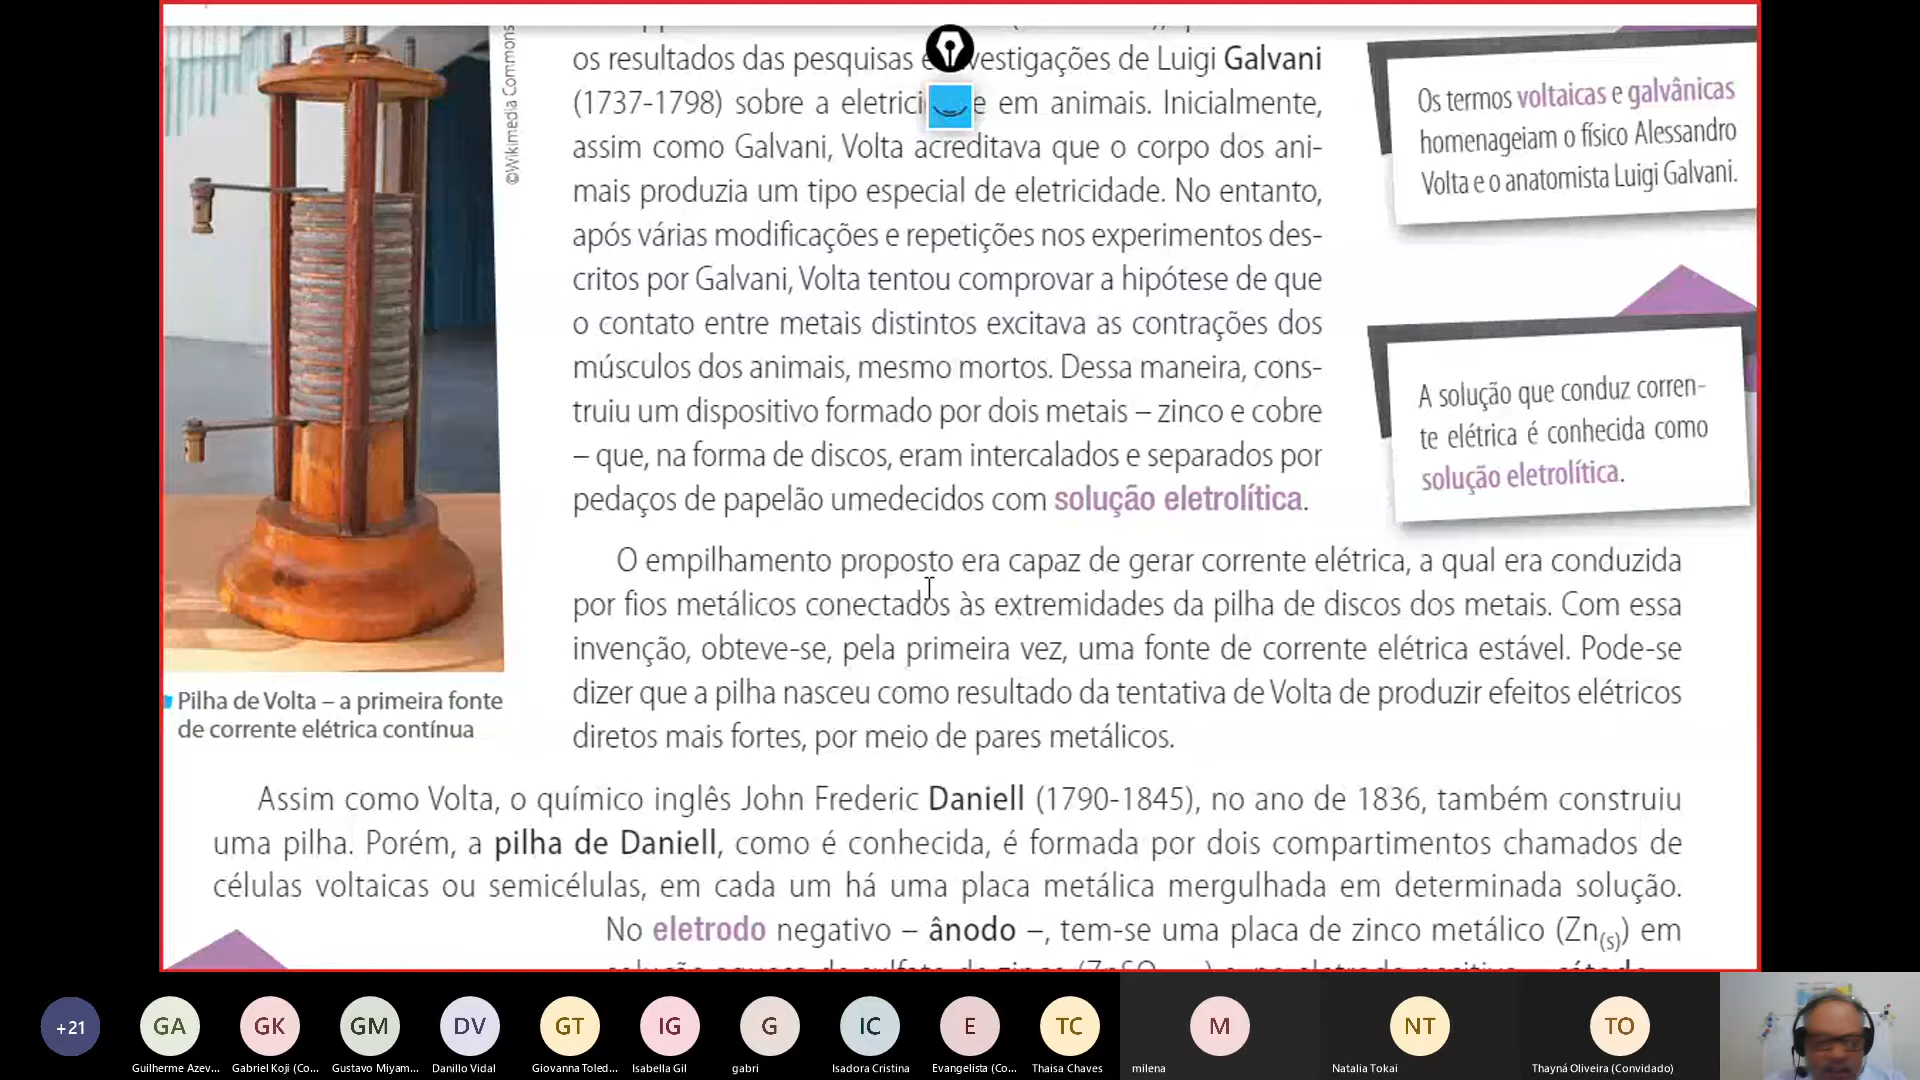 os resultados das pesquisas e investigações de Luigi Galvani
(1737-1798) sobre a eletrici e em animais. Inicialmente,
assim como Galvani, Volta acreditava que o corpo dos ani-
mais produzia um tipo especial de eletricidade. No entanto,
após várias modificações e repetições nos experimentos des-
critos por Galvani, Volta tentou comprovar a hipótese de que
o contato entre metais distintos excitava as contrações dos
músculos dos animais, mesmo mortos. Dessa maneira, cons-
truiu um dispositivo formado por dois metais – zinco e cobre
– que, na forma de discos, eram intercalados e separados por
pedaços de papelão umedecidos com solução eletrolítica.
©Wikimedia Commons
Os termos voltaicas e galvânicas
homenageiam o físico Alessandro
Volta e o anatomista Luigi Galvani.
A solução que conduz corren-
te elétrica é conhecida como
solução eletrolítica.
O empilhamento proposto era capaz de gerar corrente elétrica, a qual era conduzida
por fios metálicos conectados às extremidades da pilha de discos dos metais. Com essa
invenção, obteve-se, pela primeira vez, uma fonte de corrente elétrica estável. Pode-se
dizer que a pilha nasceu como resultado da tentativa de Volta de produzir efeitos elétricos
diretos mais fortes, por meio de pares metálicos.
Pilha de Volta – a primeira fonte
de corrente elétrica contínua
Assim como Volta, o químico inglês John Frederic Daniell (1790-1845), no ano de 1836, também construiu
uma pilha. Porém, a pilha de Daniell, como é conhecida, é formada por dois compartimentos chamados de
células voltaicas ou semicélulas, em cada um há uma placa metálica mergulhada em determinada solução.
No eletrodo negativo – ânodo –, tem-se uma placa de zinco metálico (Zn(s)) em
+21
GA
GK
GM
DV
GT
IG
G
IC
E
TC
M
NT
TO
Guilherme Azev...
Gabriel Koji (Co...
Gustavo Miyam...
Danillo Vidal
Giovanna Toled...
Isabella Gil
gabri
Isadora Cristina
Evangelista (Co...
Thaisa Chaves
milena
Natalia Tokai
Thayná Oliveira (Convidado)